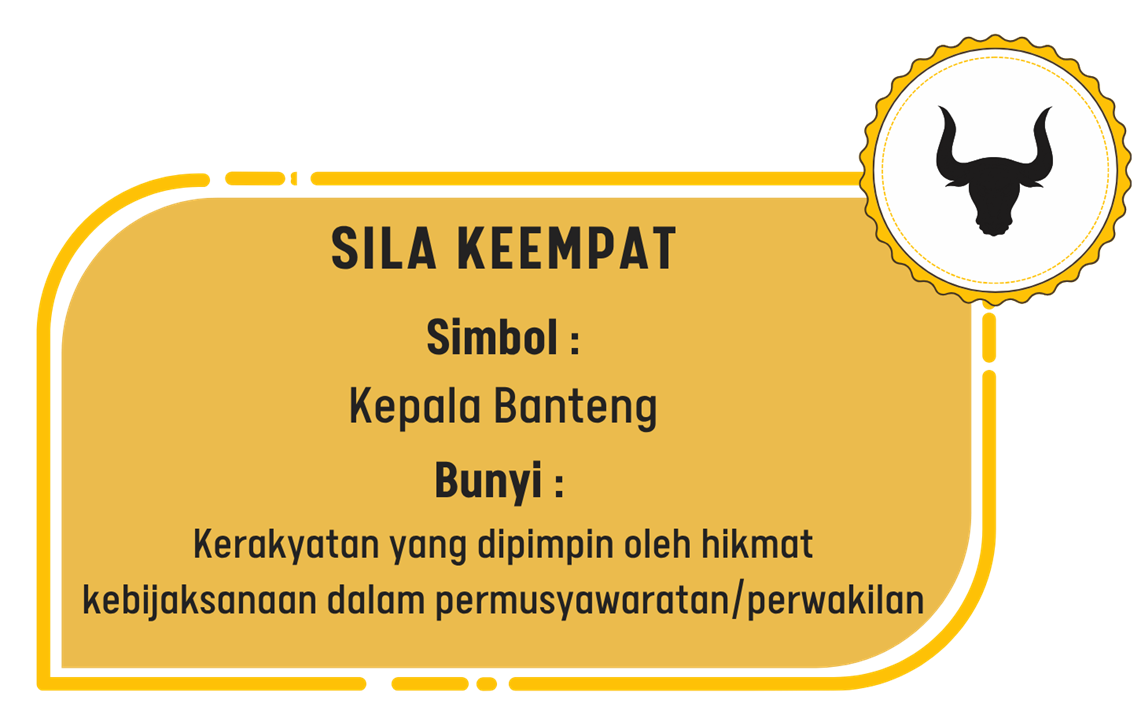 SILA KEEMPAT
Simbol :
Kepala Banteng
Bunyi :
Kerakyatan yang dipimpin oleh hikmat
kebijaksanaan dalam permusyawaratan/perwakilan